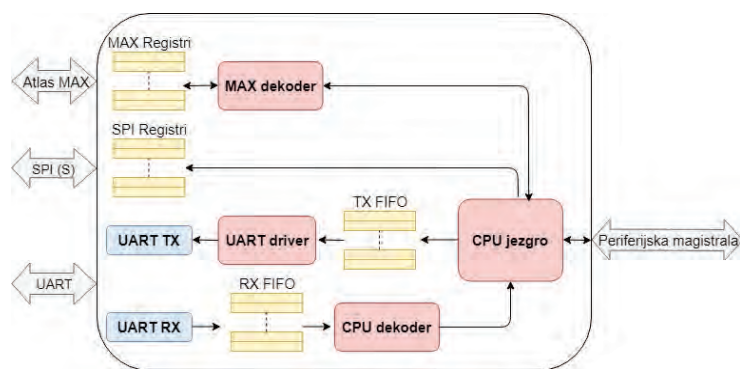 MAX Registri
Atlas MAX
MAX dekoder
SPI Registri
SPI (S)
TX FIFO
UART TX
UART driver
CPU jezgro
Periferijska magistrala
UART
RX FIFO
UART RX
CPU dekoder